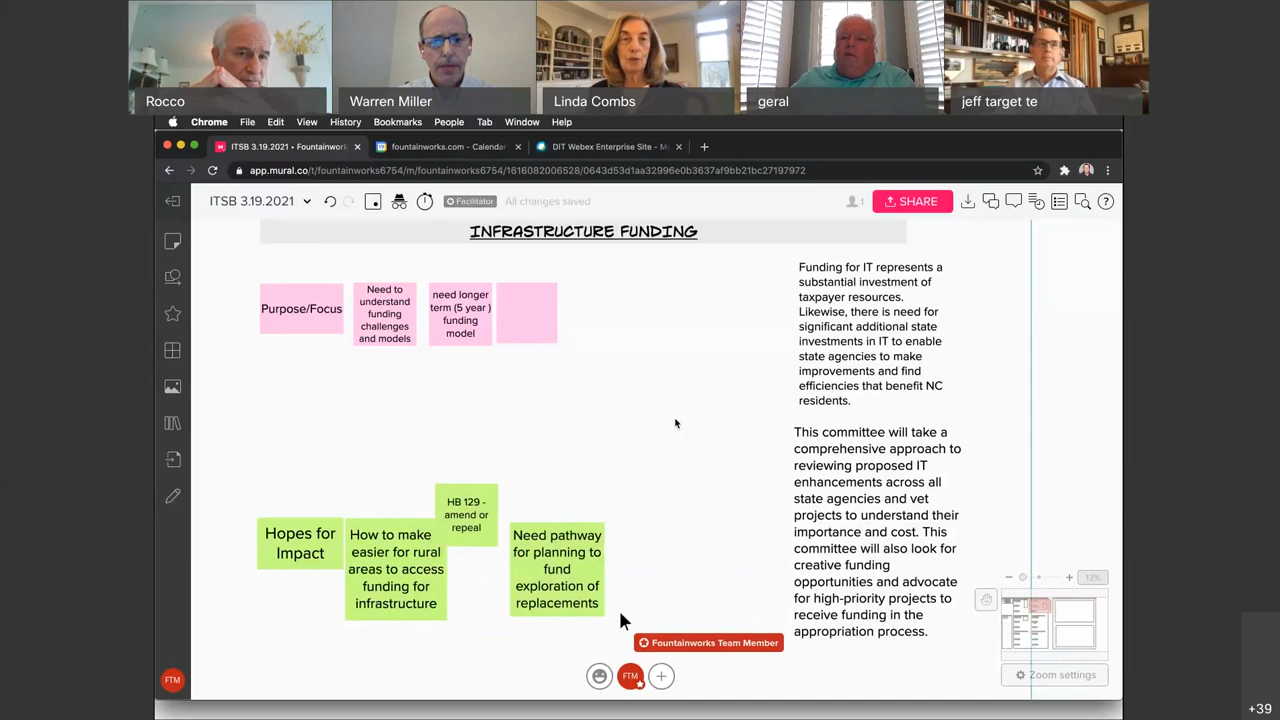 Rocco
Warren Miller
Linda Combs
geral
jeff target te
Chrome File Edit View History Bookmarks People Tab Window Help
ITSB 3.19.2021 • Fountainwork
fountainworks.com - Calenda
DIT Webex Enterprise Site - M
app.mural.co/t/fountainworks6754/m/fountainworks6754/1616082006528/0643d53d1aa32996e0b3637af9bb21bc27197972
ITSB 3.19.2021
Facilitator
All changes saved
1
SHARE
INFRASTRUCTURE FUNDING
Purpose/Focus
Need to
understand
funding
challenges
and models
need longer
term (5 year )
funding
model
Funding for IT represents a
substantial investment of
taxpayer resources.
Likewise, there is need for
significant additional state
investments in IT to enable
state agencies to make
improvements and find
efficiencies that benefit NC
residents.
This committee will take a
comprehensive approach to
reviewing proposed IT
enhancements across all
state agencies and vet
projects to understand their
importance and cost. This
committee will also look for
creative funding
opportunities and advocate
for high-priority projects to
receive funding in the
appropriation process.
Hopes for
Impact
How to make
easier for rural
areas to access
funding for
infrastructure
HB 129 -
amend or
repeal
Need pathway
for planning to
fund
exploration of
replacements
Fountainworks Team Member
FTM
FTM
13%
Zoom settings
+39